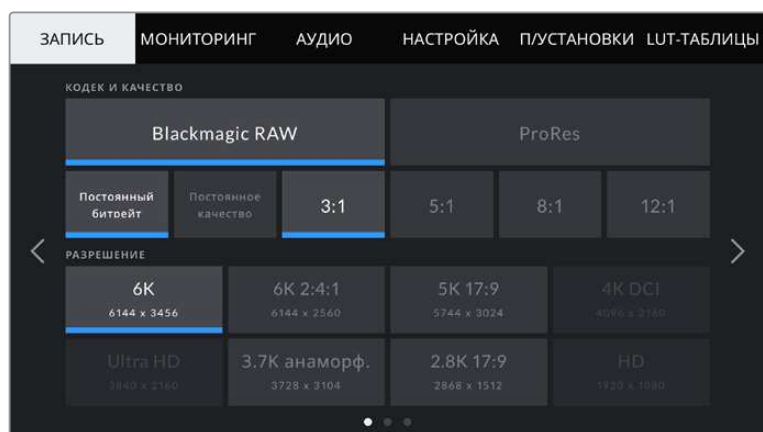 ЗАПИСЬ МОНИТОРИНГ АУДИО НАСТРОЙКА П/УСТАНОВКИ LUT-ТАБЛИЦЫ
КОДЕК И КАЧЕСТВО
Blackmagic RAW ProRes
Постоянный битрейт Постоянное качество 3:1 5:1 8:1 12:1
РАЗРЕШЕНИЕ
6K 6K 2:4:1 5K 17:9 4K DCI
6144 x 3456 6144 x 2560 5744 x 3024 4096 x 2160
Ultra HD 3.7K анаморф. 2.8K 17:9 HD
3840 x 2160 3728 x 3104 2868 x 1512 1920 x 1080